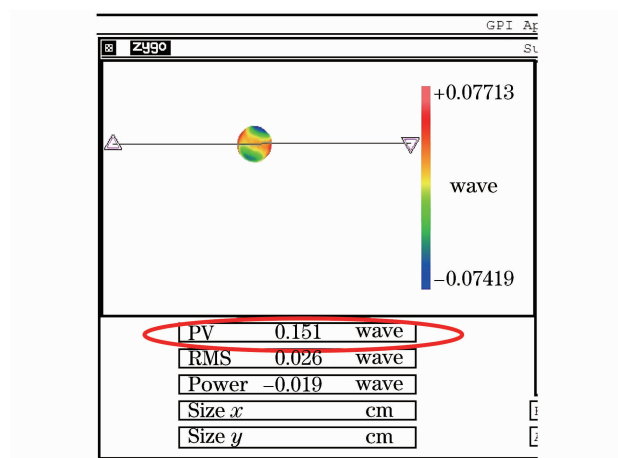 GPI Ap
zygo Su
+0.07713
wave
−0.07419
PV 0.151 wave
RMS 0.026 wave
Power −0.019 wave
Size x cm
Size y cm